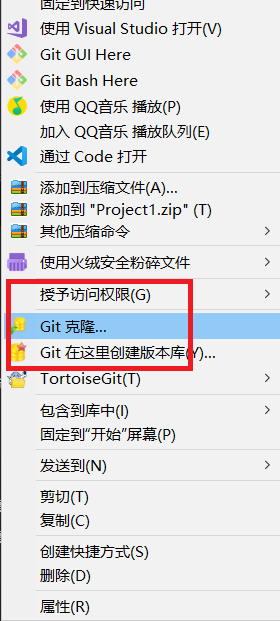 固定到快速访问
使用 Visual Studio 打开(V)
Git GUI Here
Git Bash Here
使用 QQ音乐 播放(P)
加入 QQ音乐 播放队列(E)
通过 Code 打开
添加到压缩文件(A)...
添加到 "Project1.zip" (T)
其他压缩命令
使用火绒安全粉碎文件
授予访问权限(G)
Git 克隆...
Git 在这里创建版本库(Y)...
TortoiseGit(T)
包含到库中(I)
固定到"开始"屏幕(P)
发送到(N)
剪切(T)
复制(C)
创建快捷方式(S)
删除(D)
属性(R)